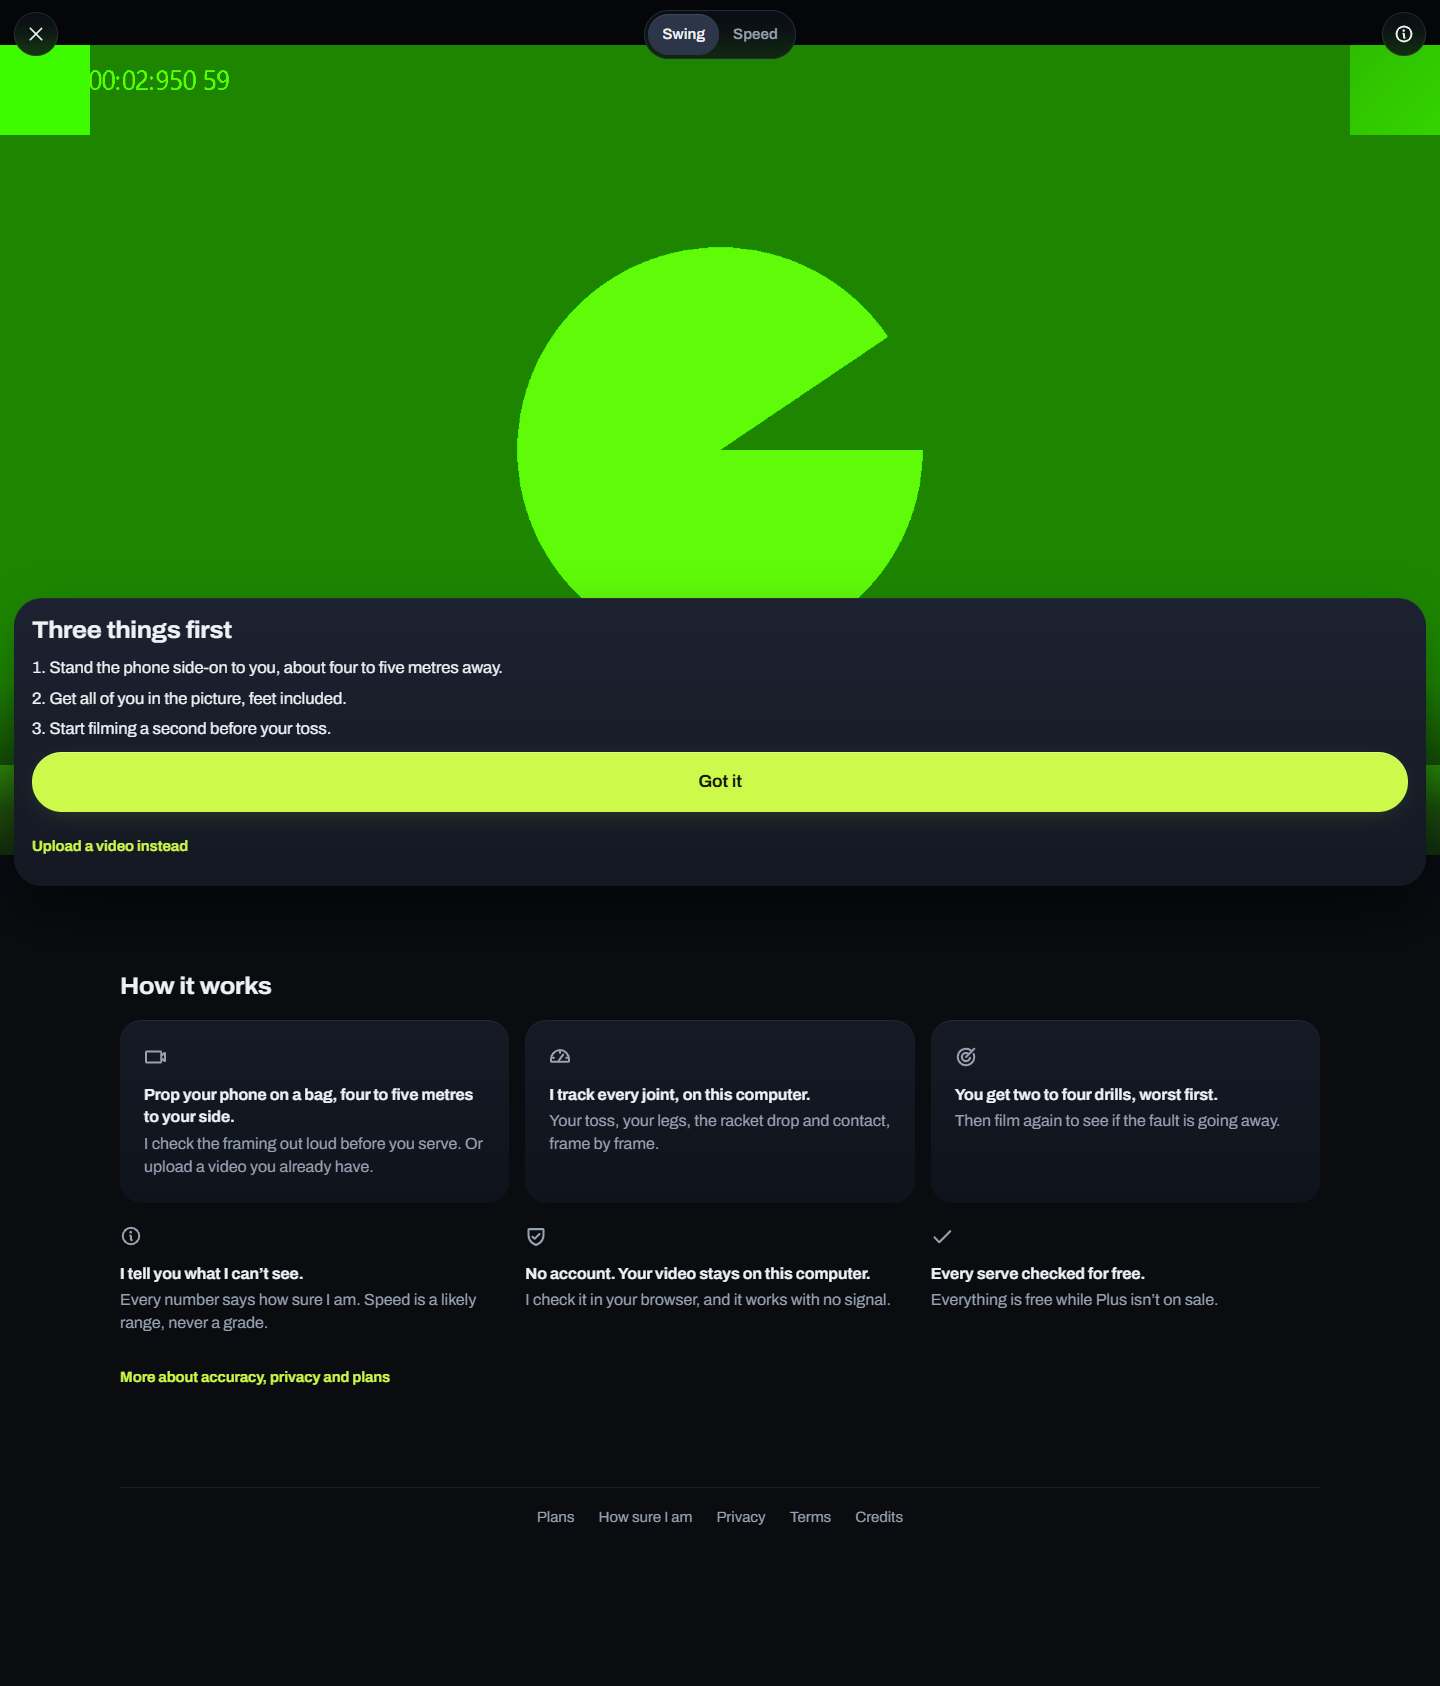 Swing Speed
00:02:950 59
Three things first
1. Stand the phone side-on to you, about four to five metres away.
2. Get all of you in the picture, feet included.
3. Start filming a second before your toss.
Got it
Upload a video instead
How it works
Prop your phone on a bag, four to five metres
to your side.
I check the framing out loud before you serve. Or
upload a video you already have.
I track every joint, on this computer.
Your toss, your legs, the racket drop and contact,
frame by frame.
You get two to four drills, worst first.
Then film again to see if the fault is going away.
I tell you what I can’t see.
Every number says how sure I am. Speed is a likely
range, never a grade.
No account. Your video stays on this computer.
I check it in your browser, and it works with no signal.
Every serve checked for free.
Everything is free while Plus isn’t on sale.
More about accuracy, privacy and plans
Plans How sure I am Privacy Terms Credits